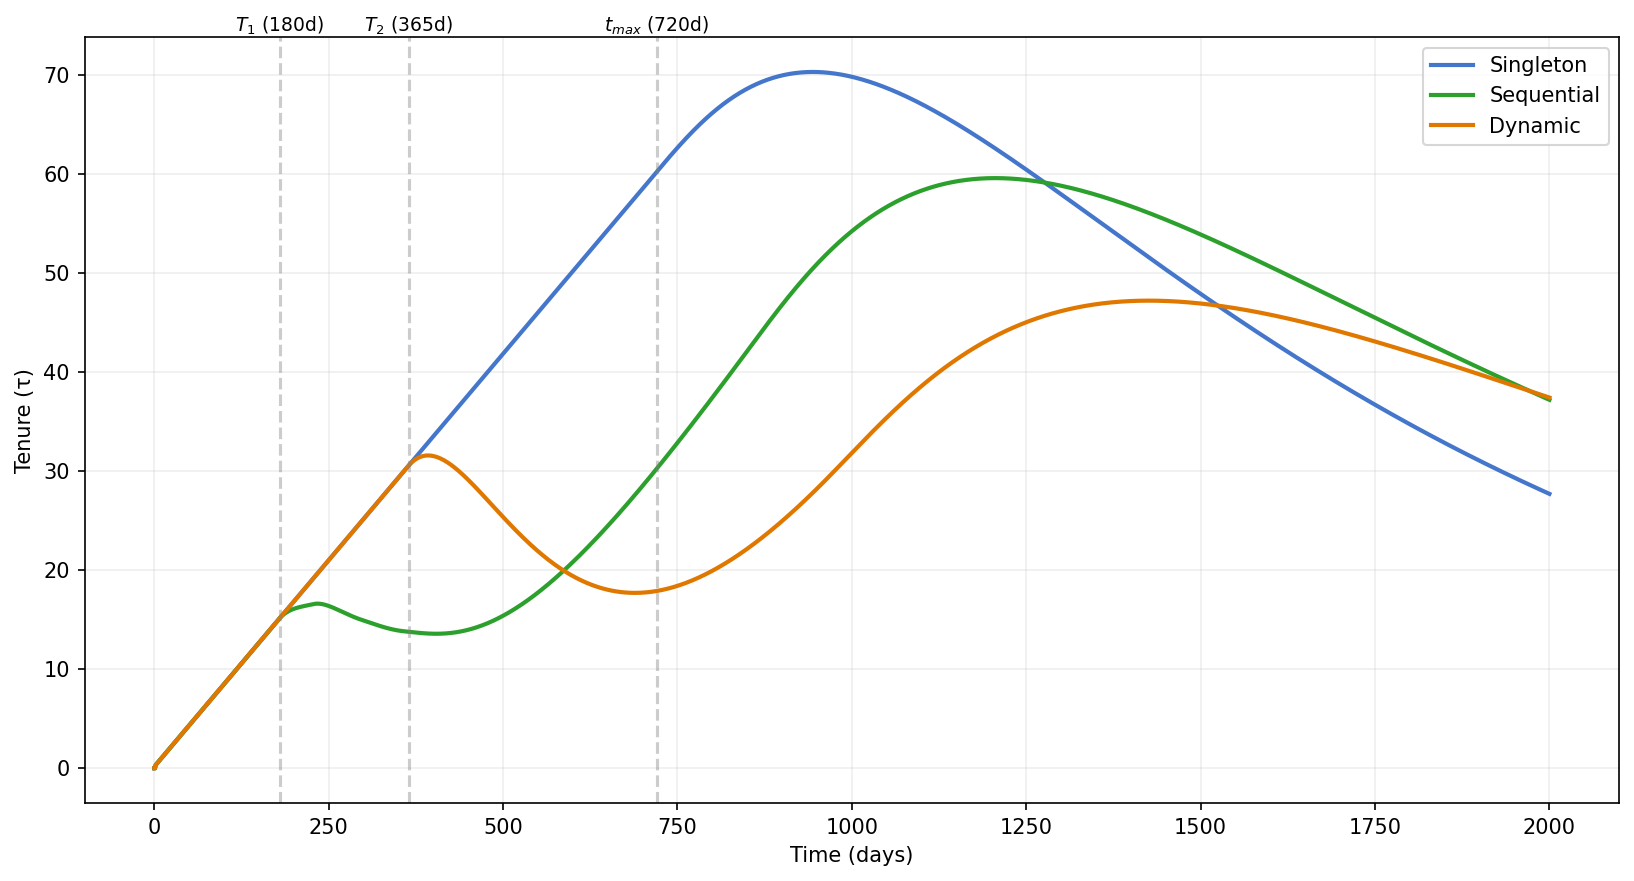 T₁ (180d) T₂ (365d) tₘₐₓ (720d)
Singleton
Sequential
Dynamic
70
60
50
40
30
20
10
0
Tenure (τ)
0 250 500 750 1000 1250 1500 1750 2000
Time (days)